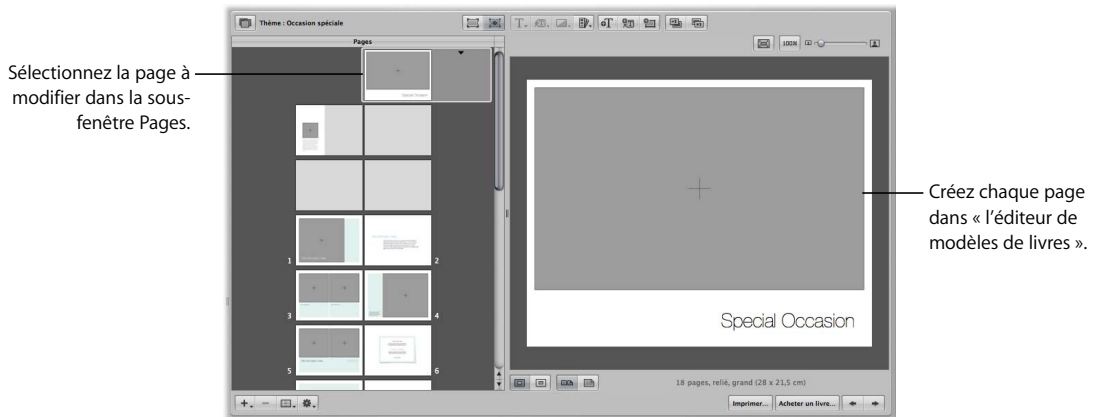 Thème : Occasion spéciale
Pages
100%
Special Occasion
Sélectionnez la page à
modifier dans la sous-
fenêtre Pages.
Créez chaque page
dans « l'éditeur de
modèles de livres ».
Special Occasion
1
2
3
4
5
6
18 pages, relié, grand (28 x 21,5 cm)
Imprimer...
Acheter un livre...